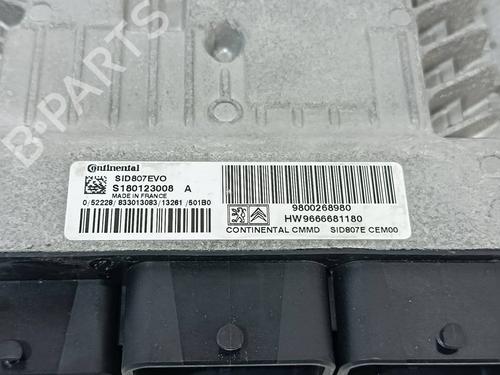 B-PARTS
Continental
SID807EVO
S180123008 A
MADE IN FRANCE
0/52228/833013083/13261/501B0
9800268980
HW9666681180
CONTINENTAL CMMD SID807E CEM00